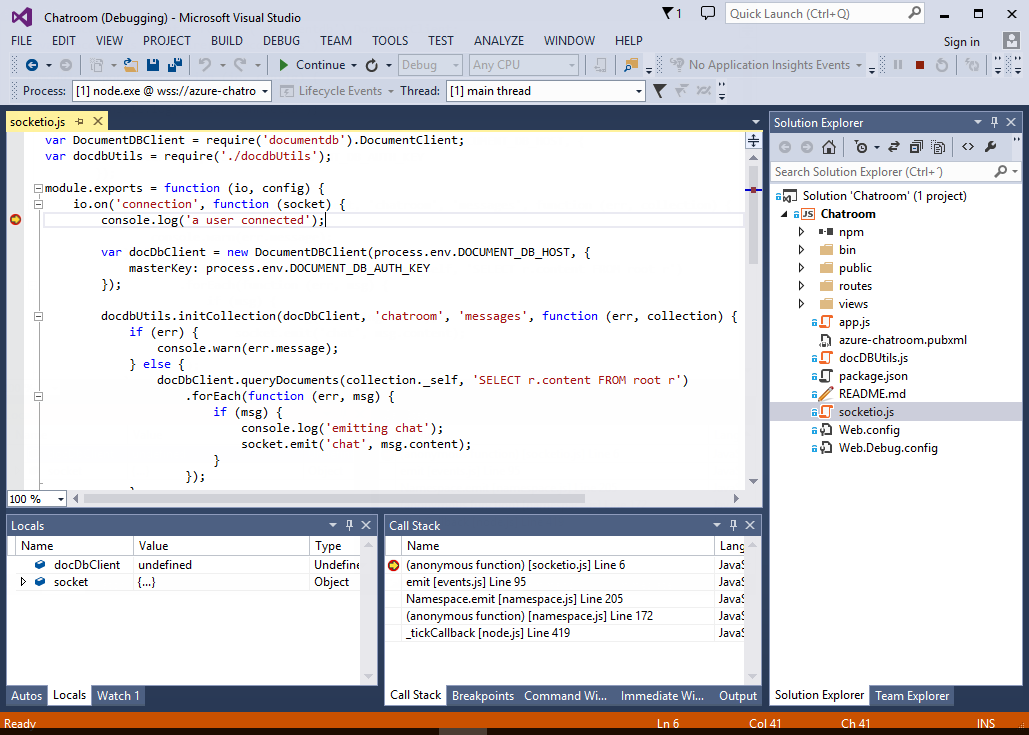 Chatroom (Debugging) - Microsoft Visual Studio
1
Quick Launch (Ctrl+Q)
FILE EDIT VIEW PROJECT BUILD DEBUG TEAM TOOLS TEST ANALYZE WINDOW HELP
Sign in
Continue Debug Any CPU No Application Insights Events
Process: [1] node.exe @ wss://azure-chatro Lifecycle Events Thread: [1] main thread
socketio.js
var DocumentDBClient = require('documentdb').DocumentClient;
var docdbUtils = require('./docdbUtils');
module.exports = function (io, config) {
io.on('connection', function (socket) {
console.log('a user connected');
var docDbClient = new DocumentDBClient(process.env.DOCUMENT_DB_HOST, {
masterKey: process.env.DOCUMENT_DB_AUTH_KEY
});
docdbUtils.initCollection(docDbClient, 'chatroom', 'messages', function (err, collection) {
if (err) {
console.warn(err.message);
} else {
docDbClient.queryDocuments(collection._self, 'SELECT r.content FROM root r')
.forEach(function (err, msg) {
if (msg) {
console.log('emitting chat');
socket.emit('chat', msg.content);
}
});
100 %
Solution Explorer
Search Solution Explorer (Ctrl+´)
Solution 'Chatroom' (1 project)
JS Chatroom
npm
bin
public
routes
views
app.js
azure-chatroom.pubxml
docDBUtils.js
package.json
README.md
socketio.js
Web.config
Web.Debug.config
Solution Explorer Team Explorer
Locals
Name Value Type
docDbClient undefined Undefine
socket {...} Object
Autos Locals Watch 1
Call Stack
Name Lang
(anonymous function) [socketio.js] Line 6 JavaS
emit [events.js] Line 95 JavaS
Namespace.emit [namespace.js] Line 205 JavaS
(anonymous function) [namespace.js] Line 172 JavaS
_tickCallback [node.js] Line 419 JavaS
Call Stack Breakpoints Command Wi... Immediate Wi... Output
Ready Ln 6 Col 41 Ch 41 INS